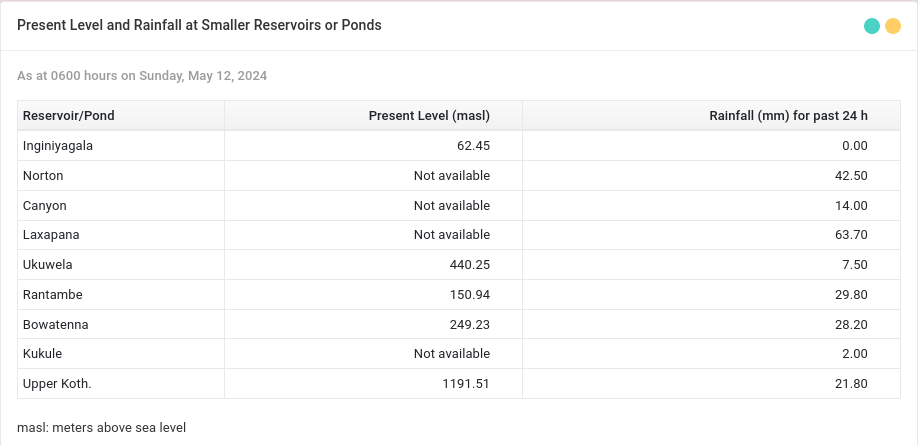 Present Level and Rainfall at Smaller Reservoirs or Ponds
As at 0600 hours on Sunday, May 12, 2024
Reservoir/Pond Present Level (masl) Rainfall (mm) for past 24 h
Inginiyagala 62.45 0.00
Norton Not available 42.50
Canyon Not available 14.00
Laxapana Not available 63.70
Ukuwela 440.25 7.50
Rantambe 150.94 29.80
Bowatenna 249.23 28.20
Kukule Not available 2.00
Upper Koth. 1191.51 21.80
masl: meters above sea level